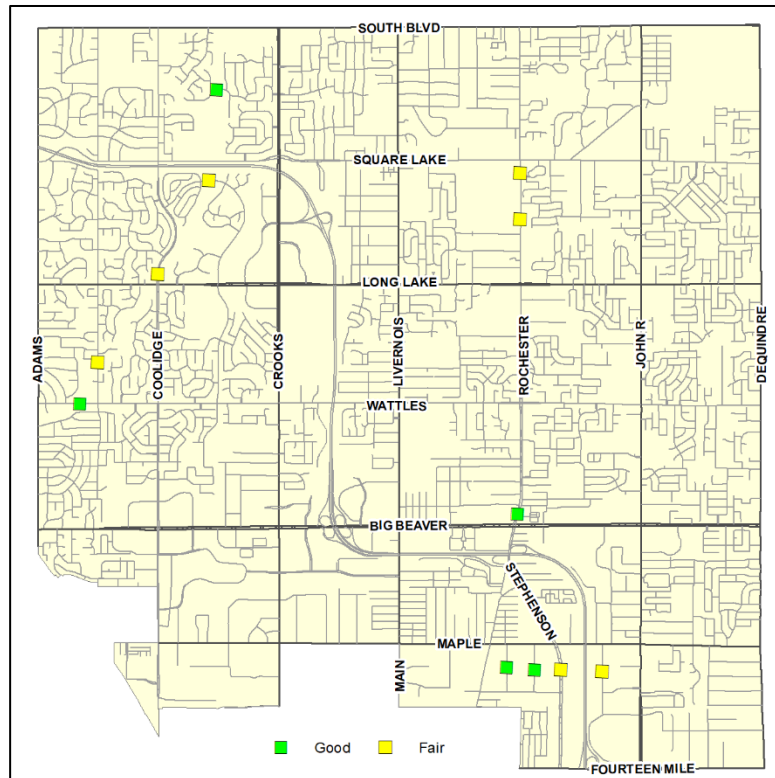 SOUTH BLVD
SQUARE LAKE
LONG LAKE
ADAMS
COOLIDGE
CROOKS
LIVERNOIS
ROCHESTER
JOHN R
DEQUINDRE
WATTLES
BIG BEAVER
STEPHENSON
MAPLE
MAIN
Good Fair
FOURTEEN MILE